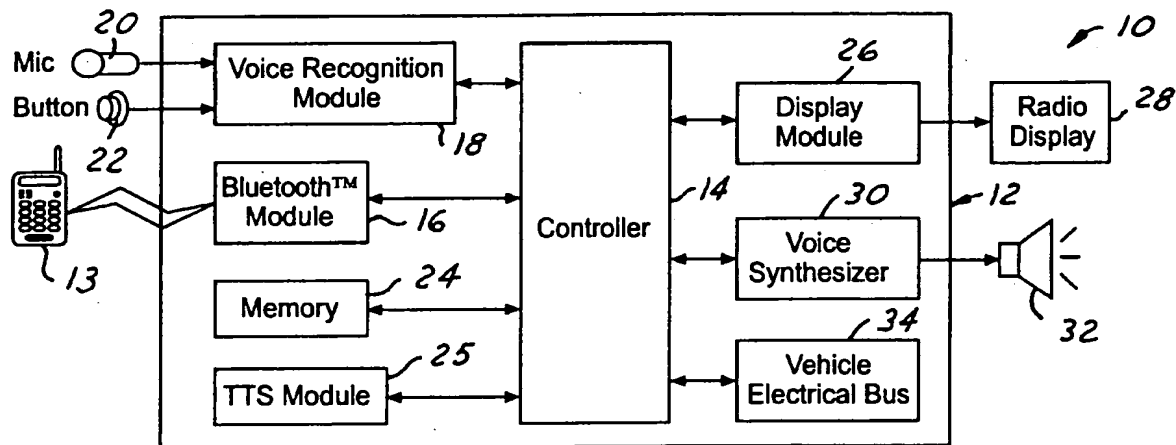 Mic
20
Button
22
13
Voice Recognition
Module
18
Bluetooth™
Module
16
Memory
24
TTS Module
25
Controller
14
26
Display
Module
30
Voice
Synthesizer
34
Vehicle
Electrical Bus
12
10
Radio
Display
28
32